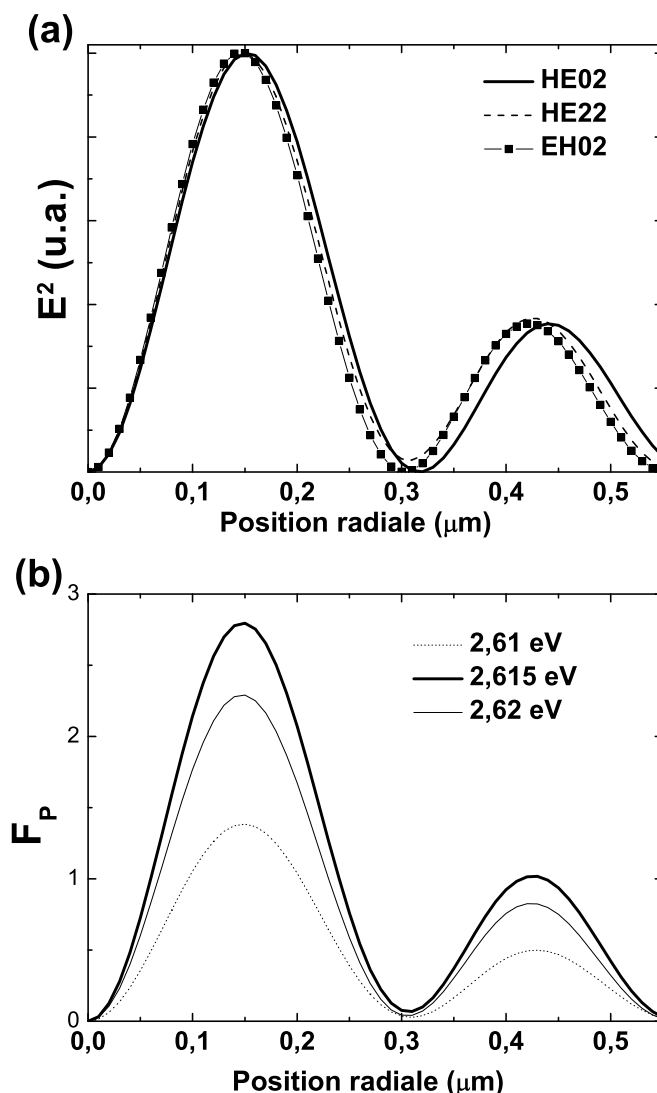 (a)
HE02
HE22
EH02
E² (u.a.)
0,0 0,1 0,2 0,3 0,4 0,5
Position radiale (μm)
(b)
3
2,61 eV
2,615 eV
2,62 eV
2
F_P
1
0
0,0 0,1 0,2 0,3 0,4 0,5
Position radiale (μm)